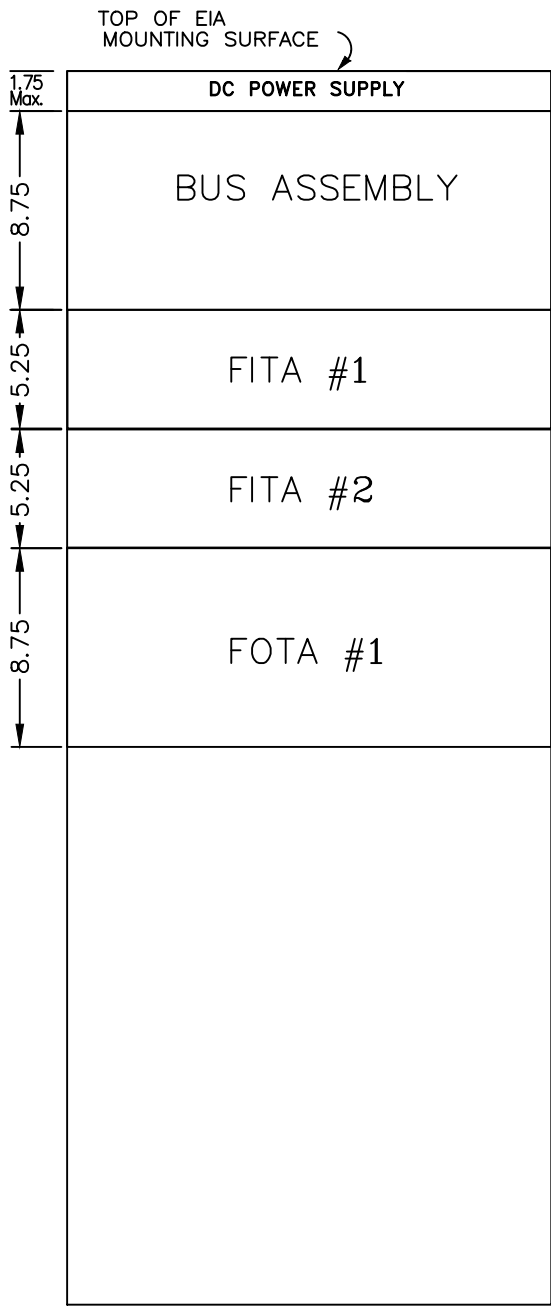 TOP OF EIA
MOUNTING SURFACE
1.75
Max.
DC POWER SUPPLY
8.75
BUS ASSEMBLY
5.25
FITA #1
5.25
FITA #2
8.75
FOTA #1